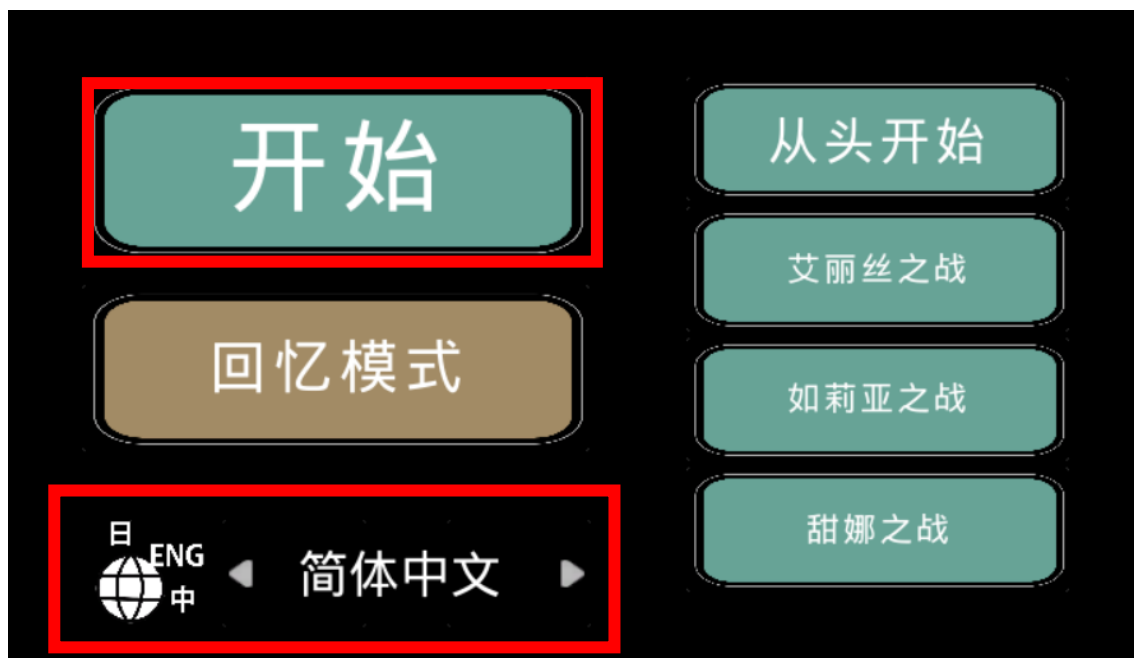 开始
回忆模式
日
ENG
中
简体中文
从头开始
艾丽丝之战
如莉亚之战
甜娜之战